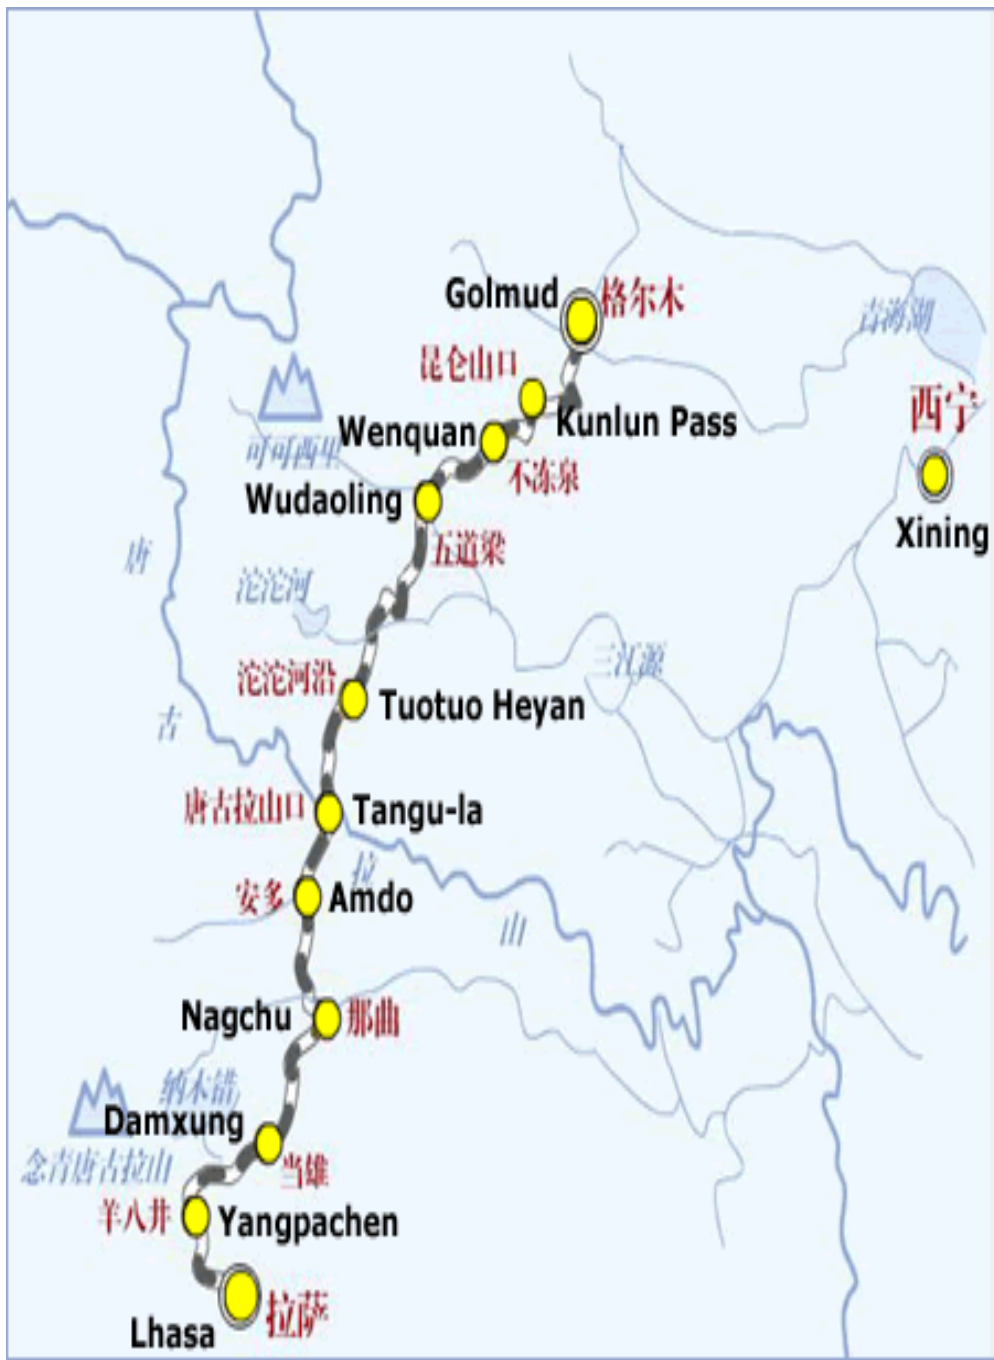 Golmud
格尔木
青海湖
昆仑山口
Kunlun Pass
西宁
Wenquan
可可西里
不冻泉
Wudaoling
Xining
五道梁
唐
沱沱河
三江源
沱沱河沿
Tuotuo Heyan
古
唐古拉山口
Tangu-la
拉
安多
Amdo
山
Nagchu
那曲
纳木错
Damxung
念青唐古拉山
当雄
羊八井
Yangpachen
拉萨
Lhasa